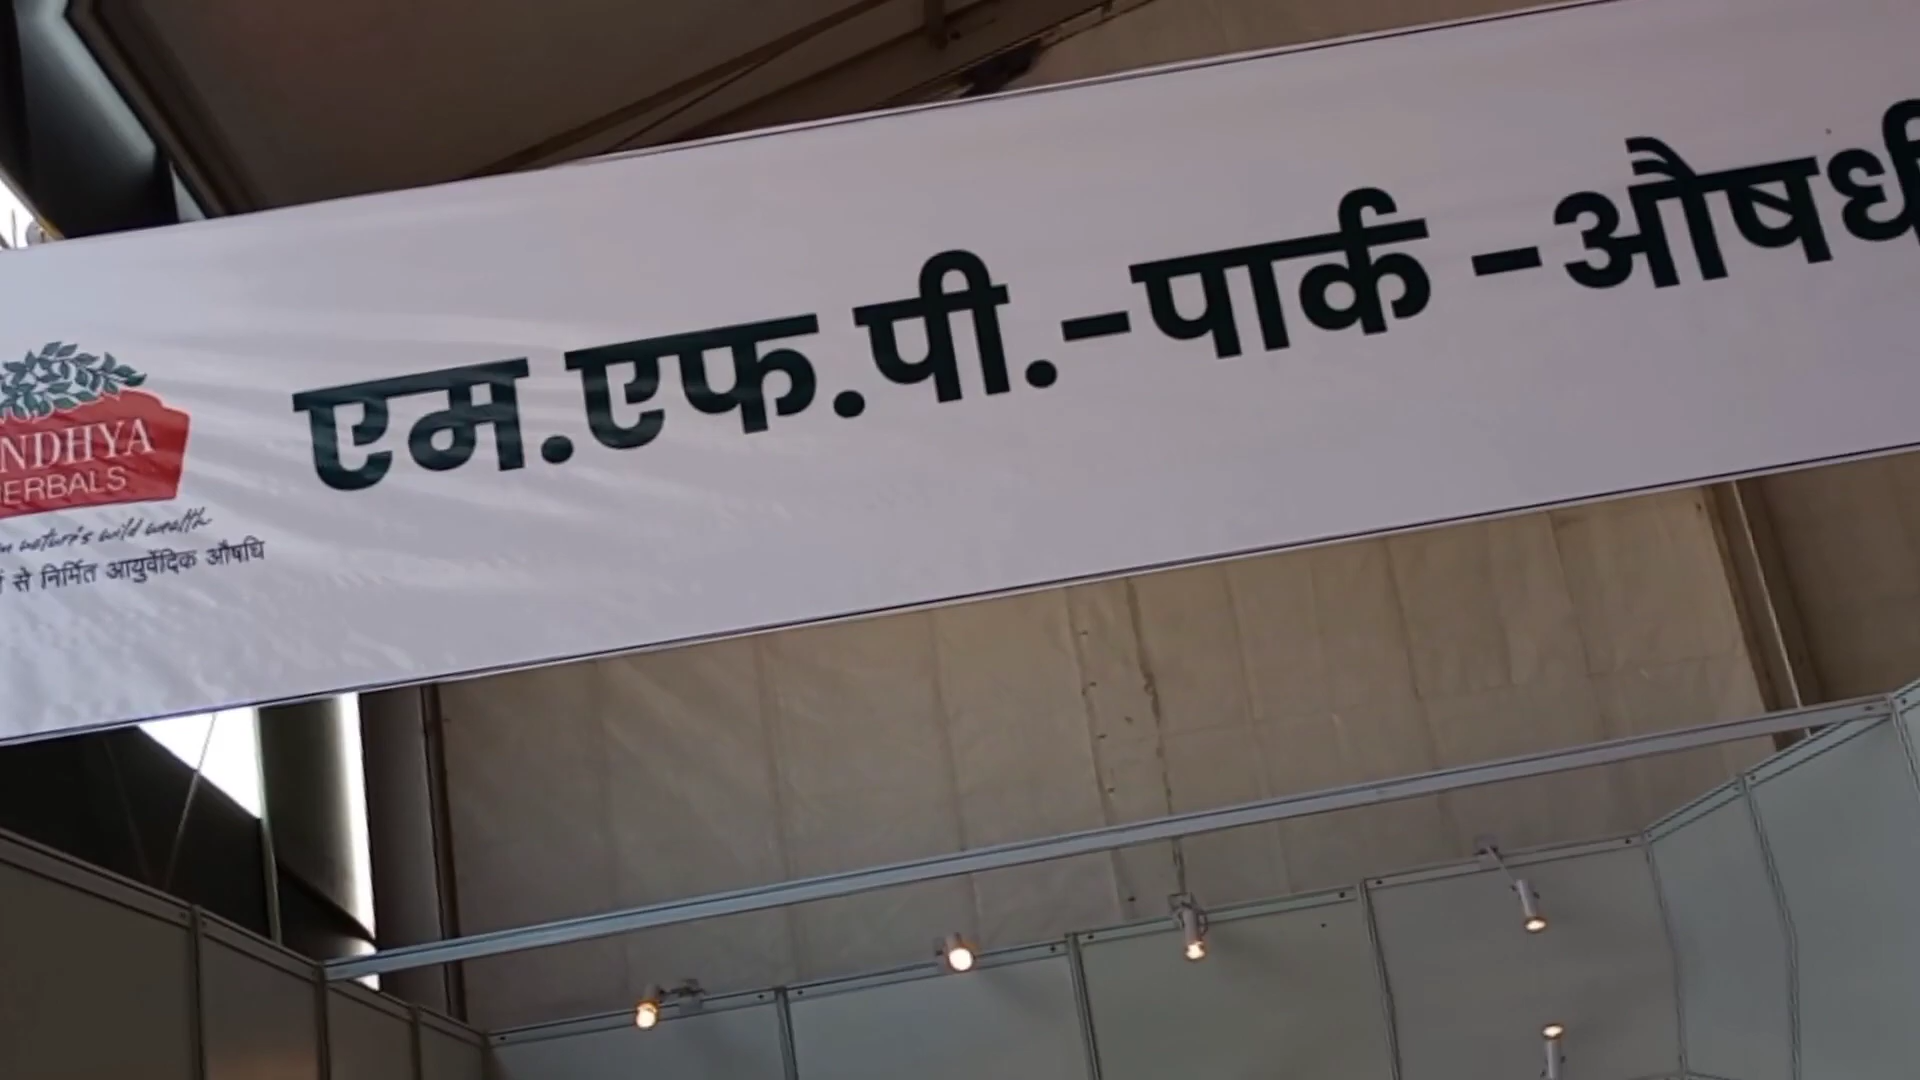 एम.एफ.पी.-पार्क -औषधी
NDHYA
ERBALS
nature's wild wealth
से निर्मित आयुर्वेदिक औषधि